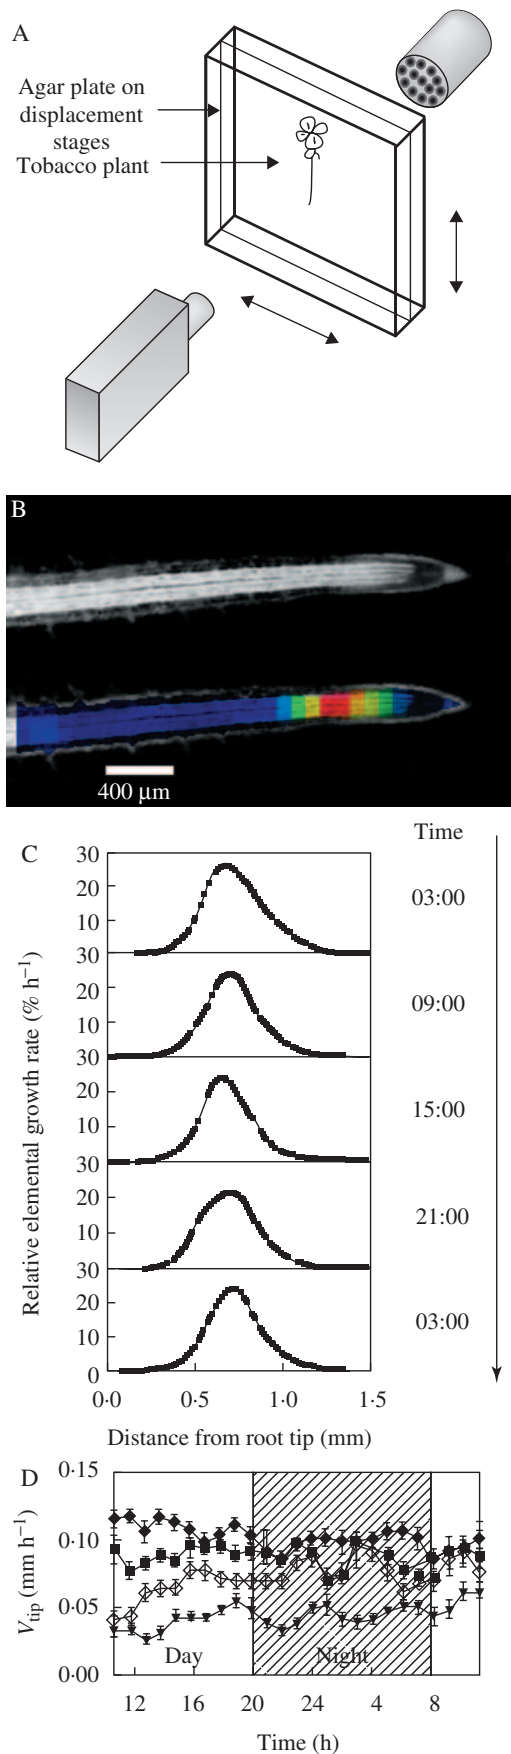 A
Agar plate on
displacement
stages
Tobacco plant
B
400 μm
C
Time
30
20
10
03:00
30
20
10
09:00
30
20
10
15:00
30
20
10
21:00
30
20
10
0
03:00
Relative elemental growth rate (% h⁻¹)
0·0 0·5 1·0 1·5
Distance from root tip (mm)
D
0·15
0·10
0·05
0·00
V_tip (mm h⁻¹)
Day Night
12 16 20 24 4 8
Time (h)